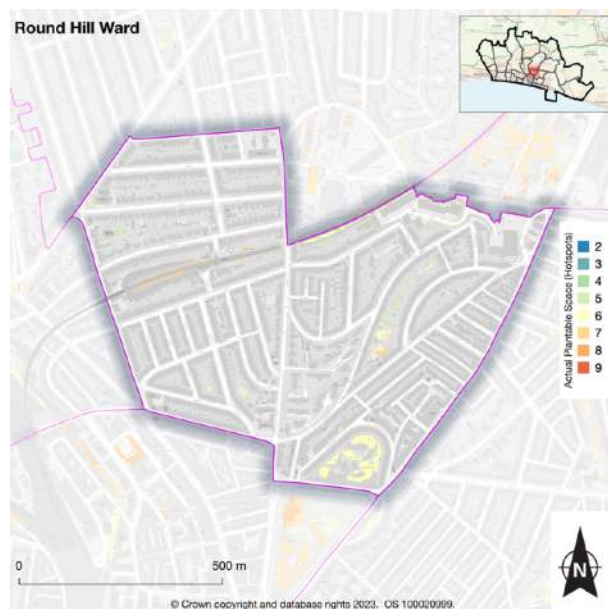 Round Hill Ward
Actual Plantable Space (Hotspots)
2
3
4
5
6
7
8
9
0
500 m
N
© Crown copyright and database rights 2023. OS 100020999.